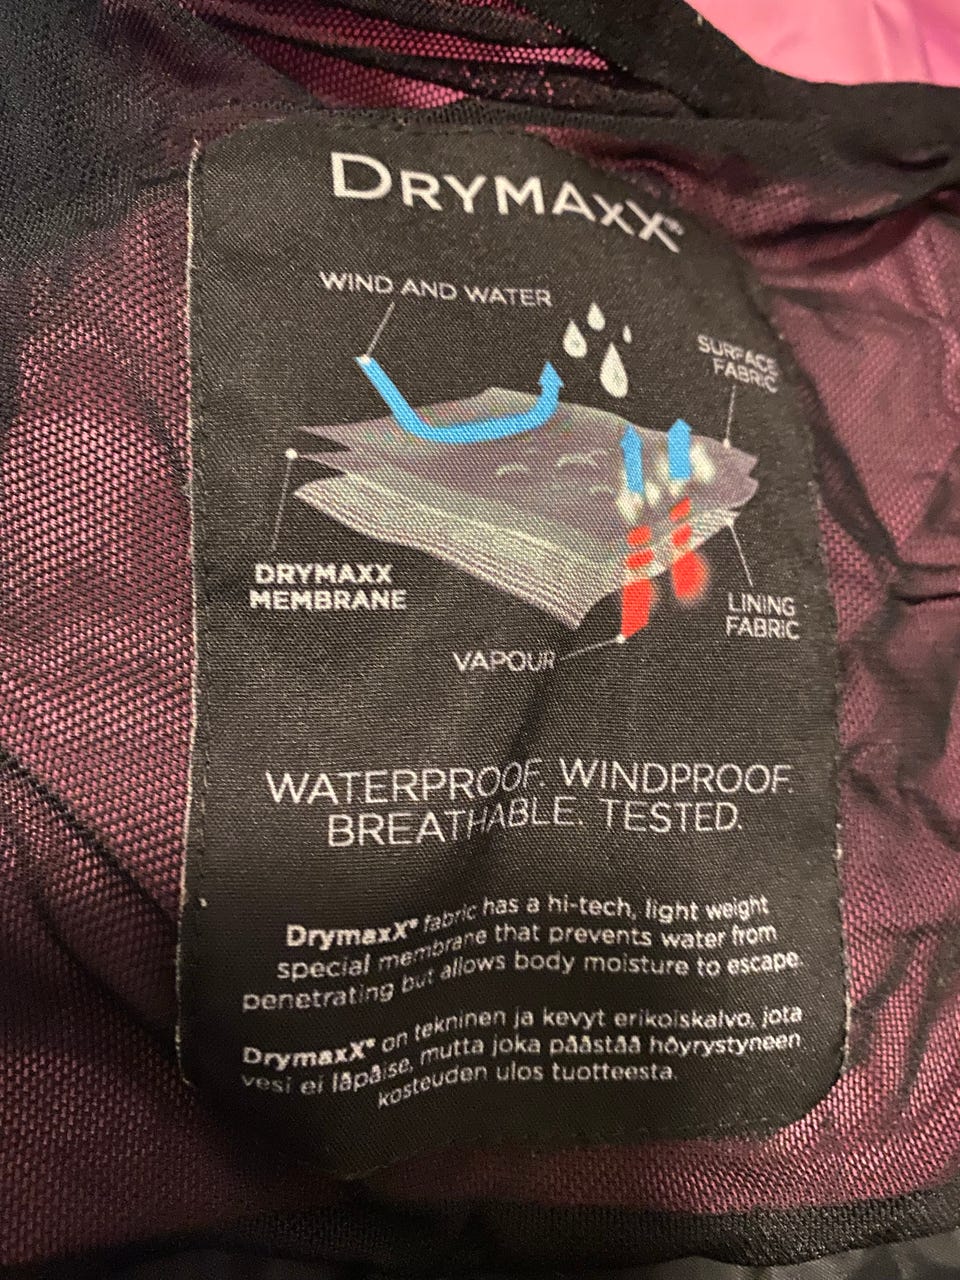 DRYMAXX®
WIND AND WATER
SURFACE
FABRIC
DRYMAXX
MEMBRANE
LINING
FABRIC
VAPOUR
WATERPROOF. WINDPROOF.
BREATHABLE. TESTED.
DrymaxX® fabric has a hi-tech, light weight
special membrane that prevents water from
penetrating but allows body moisture to escape.
DrymaxX® on tekninen ja kevyt erikoiskalvo, jota
vesi ei läpäise, mutta joka päästää höyrystyneen
kosteuden ulos tuotteesta.